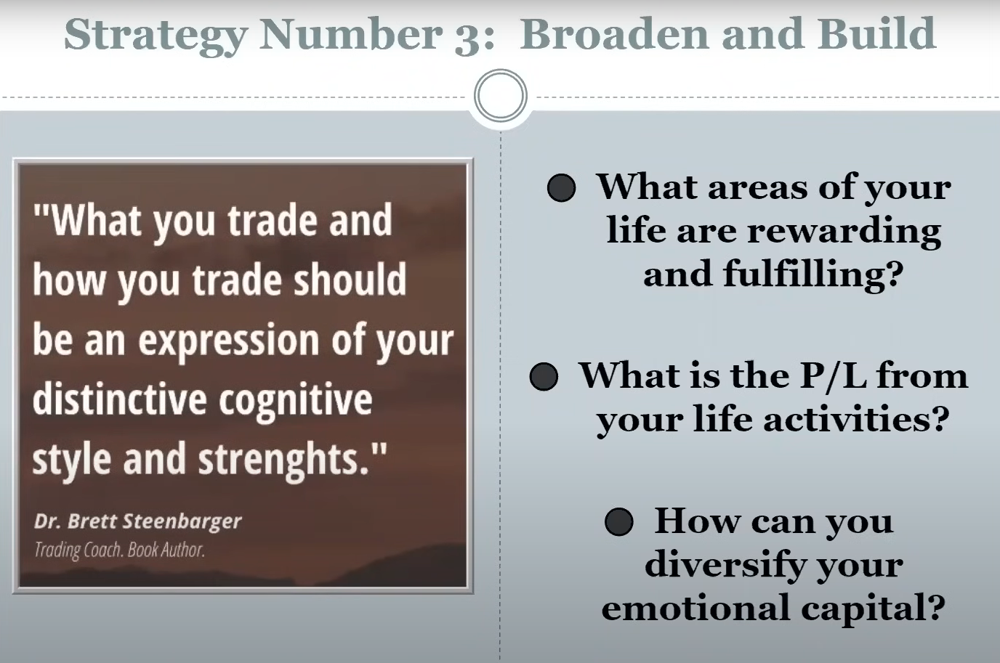 Strategy Number 3: Broaden and Build
"What you trade and
how you trade should
be an expression of your
distinctive cognitive
style and strenghts."
Dr. Brett Steenbarger
Trading Coach. Book Author.
● What areas of your
life are rewarding
and fulfilling?
● What is the P/L from
your life activities?
● How can you
diversify your
emotional capital?